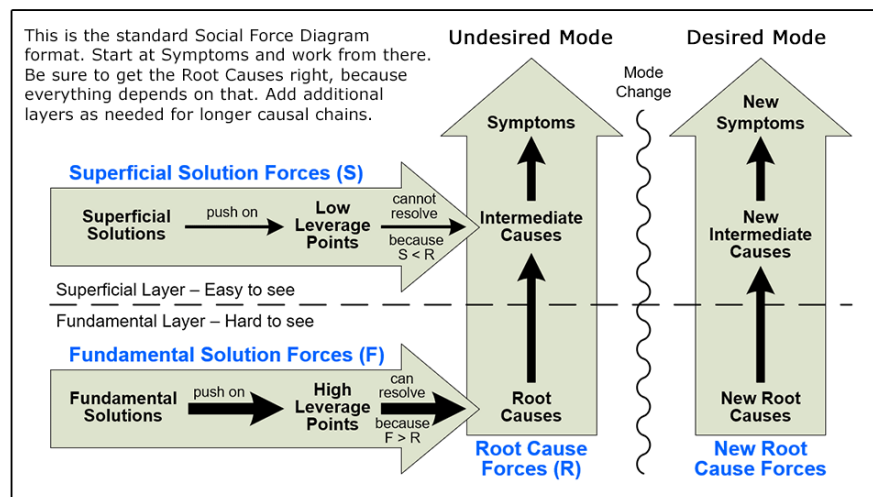 This is the standard Social Force Diagram
format. Start at Symptoms and work from there.
Be sure to get the Root Causes right, because
everything depends on that. Add additional
layers as needed for longer causal chains.
Undesired Mode
Desired Mode
Mode
Change
Symptoms
New
Symptoms
Superficial Solution Forces (S)
Superficial
Solutions
push on
Low
Leverage
Points
cannot
resolve
because
S < R
Intermediate
Causes
New
Intermediate
Causes
Superficial Layer – Easy to see
Fundamental Layer – Hard to see
Fundamental Solution Forces (F)
Fundamental
Solutions
push on
High
Leverage
Points
can
resolve
because
F > R
Root
Causes
New Root
Causes
Root Cause
Forces (R)
New Root
Cause Forces